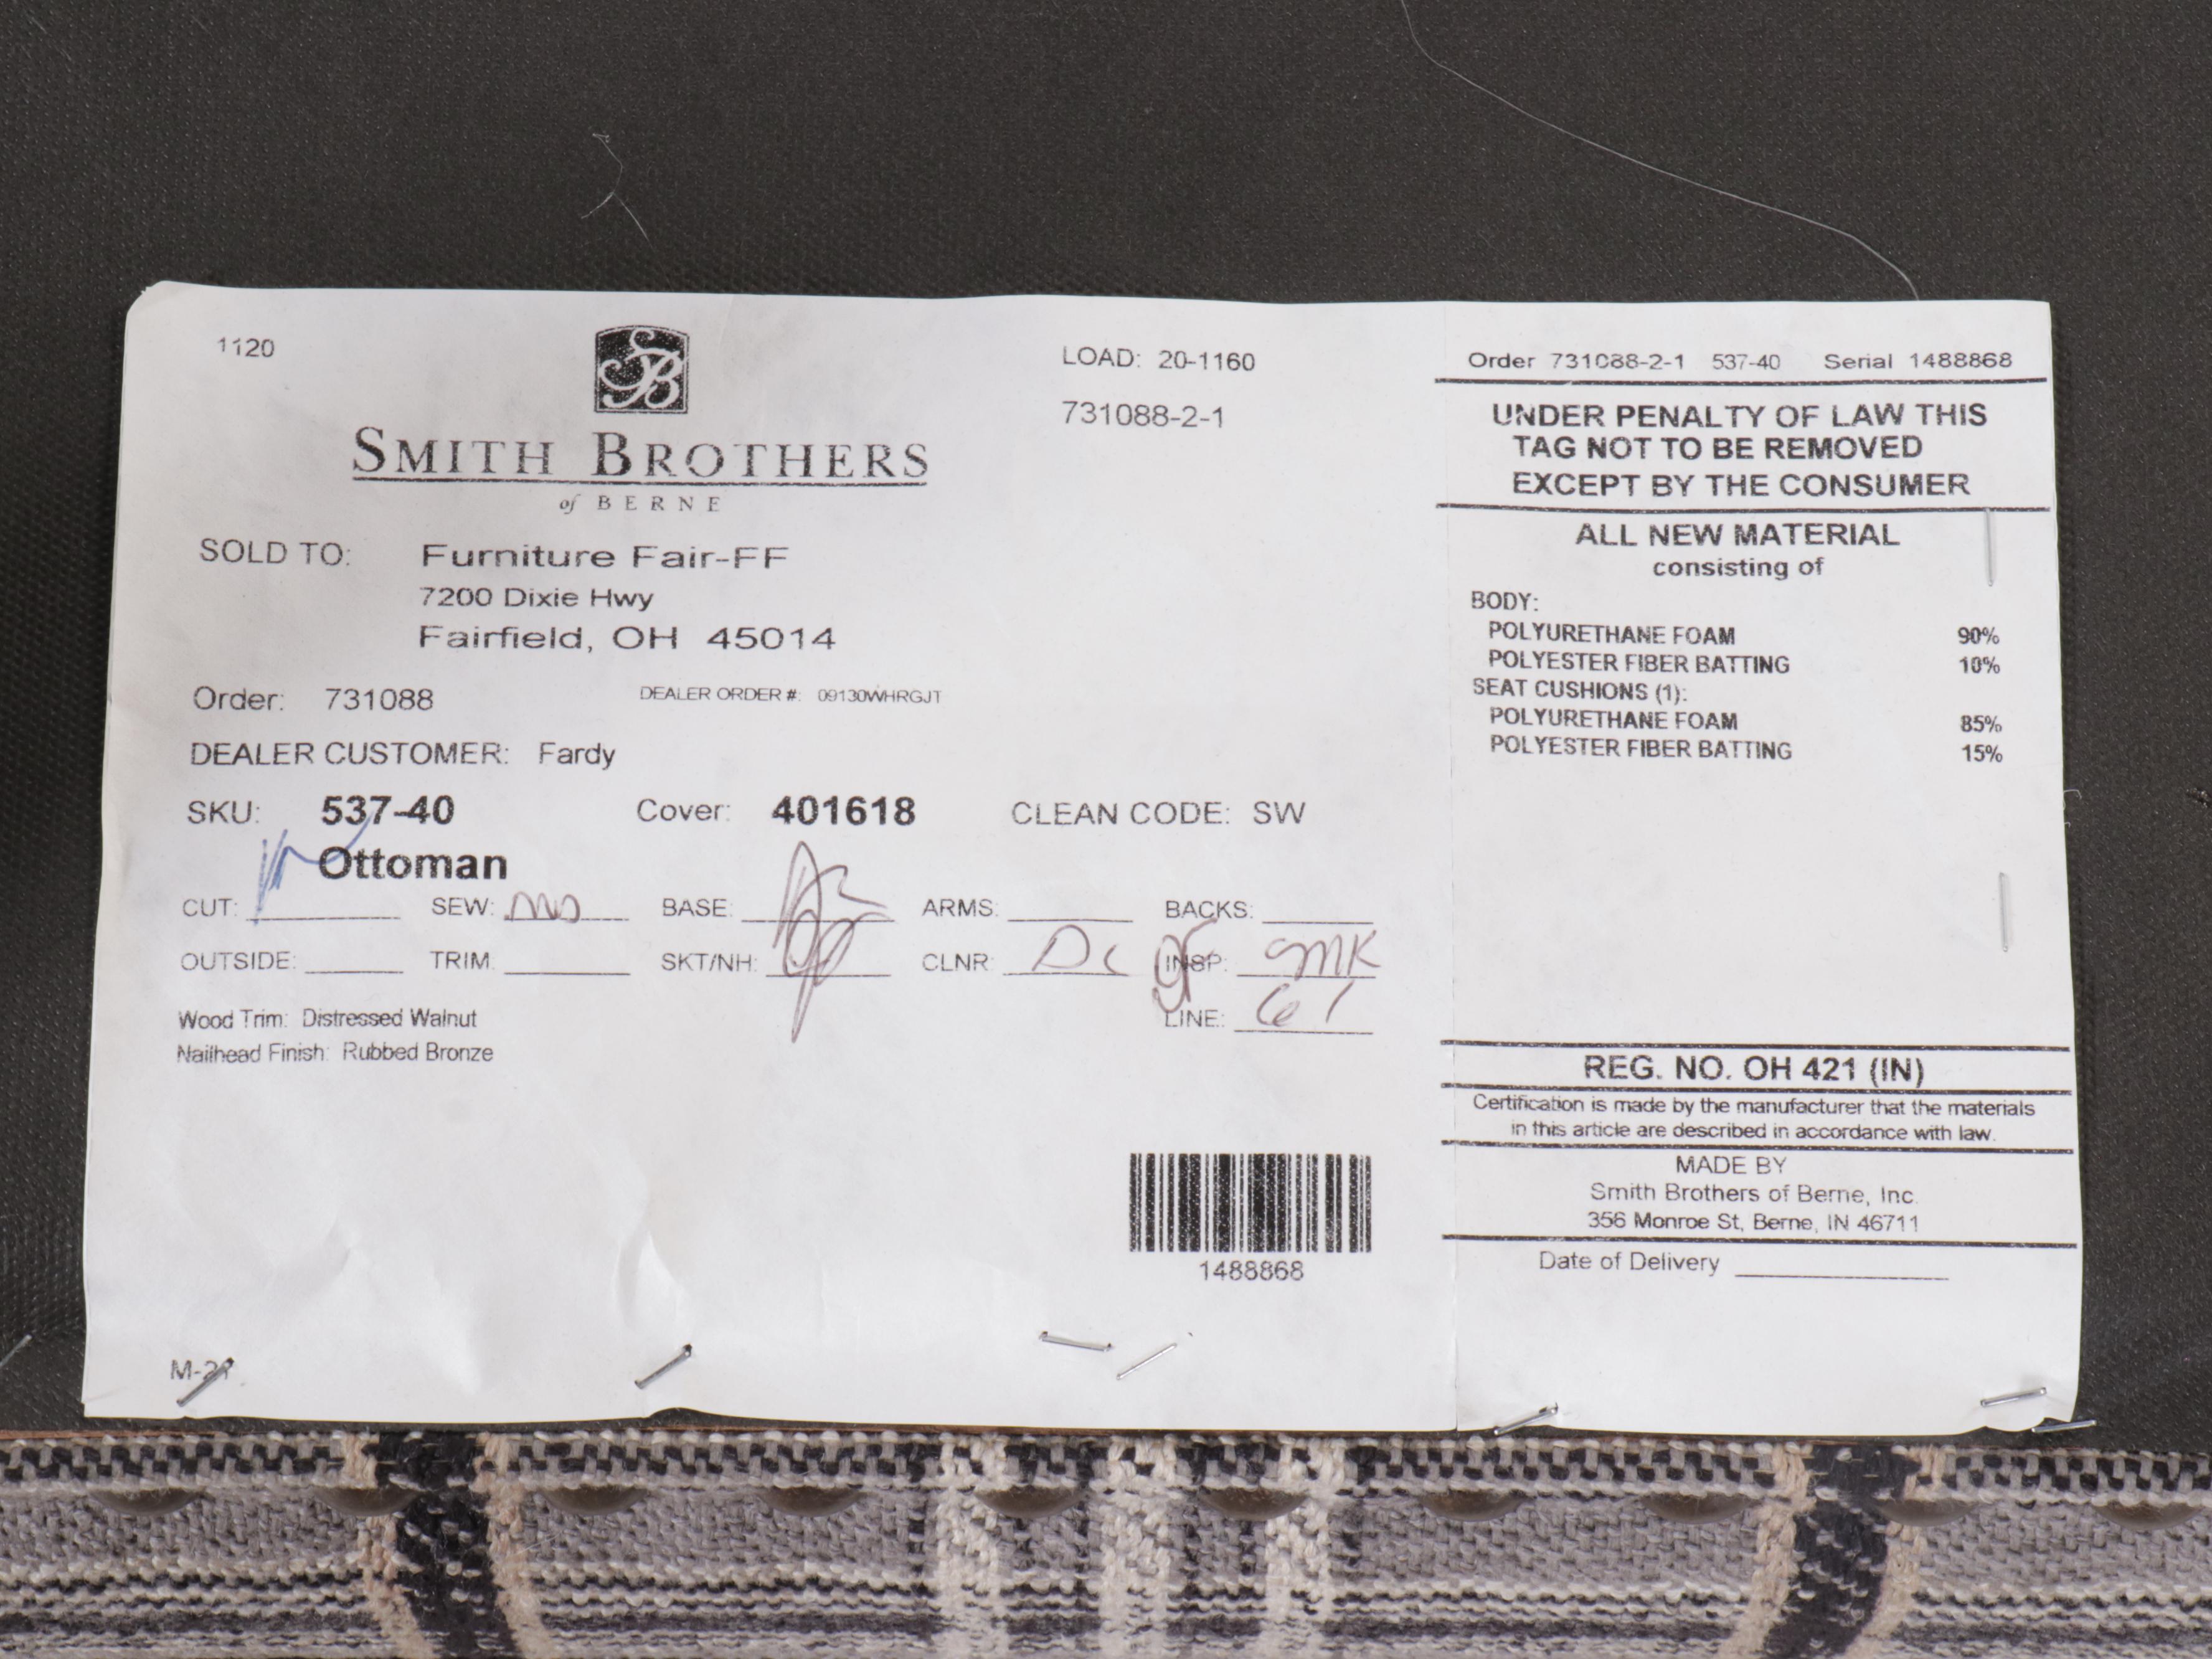 1120
SB
LOAD: 20-1160
731088-2-1
SMITH BROTHERS
of BERNE
SOLD TO: Furniture Fair-FF
7200 Dixie Hwy
Fairfield, OH 45014
Order: 731088 DEALER ORDER #: 09130WHRGJT
DEALER CUSTOMER: Fardy
SKU: 537-40 Cover: 401618 CLEAN CODE: SW
Ottoman
CUT: SEW: BASE: ARMS: BACKS:
OUTSIDE: TRIM: SKT/NH: CLNR: DC INSP: SMK
LINE: 61
Wood Trim: Distressed Walnut
Nailhead Finish: Rubbed Bronze
1488868
Order 731088-2-1 537-40 Serial 1488868
UNDER PENALTY OF LAW THIS
TAG NOT TO BE REMOVED
EXCEPT BY THE CONSUMER
ALL NEW MATERIAL
consisting of
BODY:
POLYURETHANE FOAM 90%
POLYESTER FIBER BATTING 10%
SEAT CUSHIONS (1):
POLYURETHANE FOAM 85%
POLYESTER FIBER BATTING 15%
REG. NO. OH 421 (IN)
Certification is made by the manufacturer that the materials
in this article are described in accordance with law.
MADE BY
Smith Brothers of Berne, Inc.
356 Monroe St, Berne, IN 46711
Date of Delivery